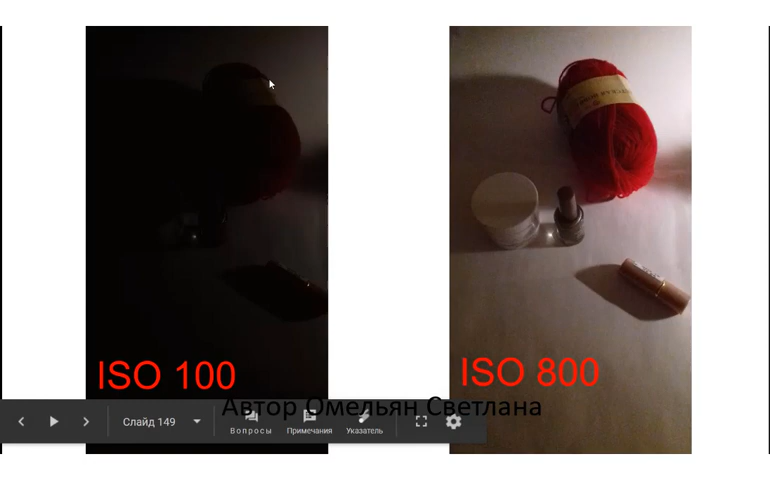 ISO 100
ISO 800
Автор Омельян Светлана
Слайд 149
Вопросы
Примечания
Указатель